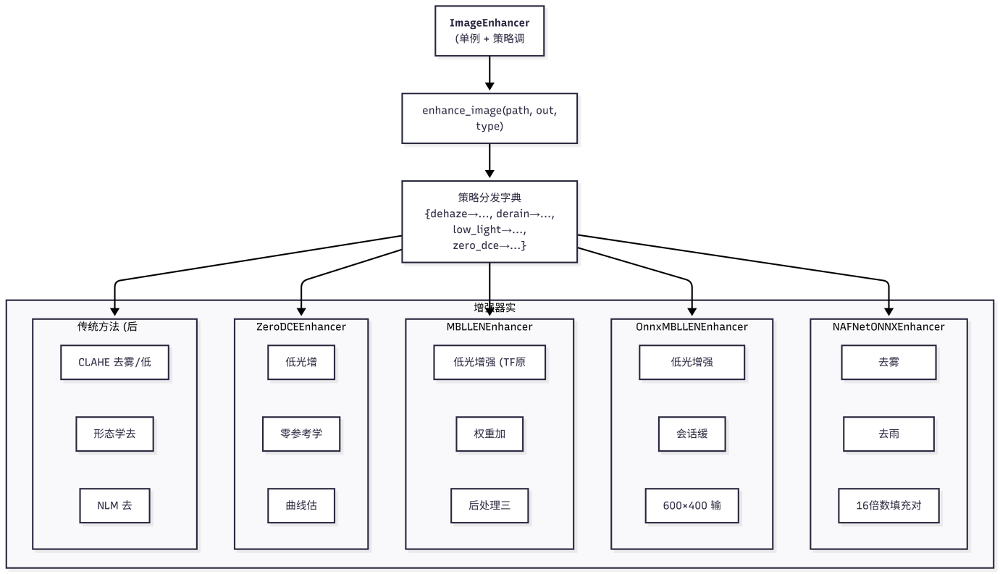 ImageEnhancer
(单例 + 策略调
enhance_image(path, out,
type)
策略分发字典
{dehaze→..., derain→...,
low_light→...,
zero_dce→...}
增强器实
传统方法 (后
CLAHE 去雾/低
形态学去
NLM 去
ZeroDCEEnhancer
低光增
零参考学
曲线估
MBLLENEnhancer
低光增强 (TF原
权重加
后处理三
OnnxMBLLENEnhancer
低光增强
会话缓
600×400 输
NAFNetONNXEnhancer
去雾
去雨
16倍数填充对